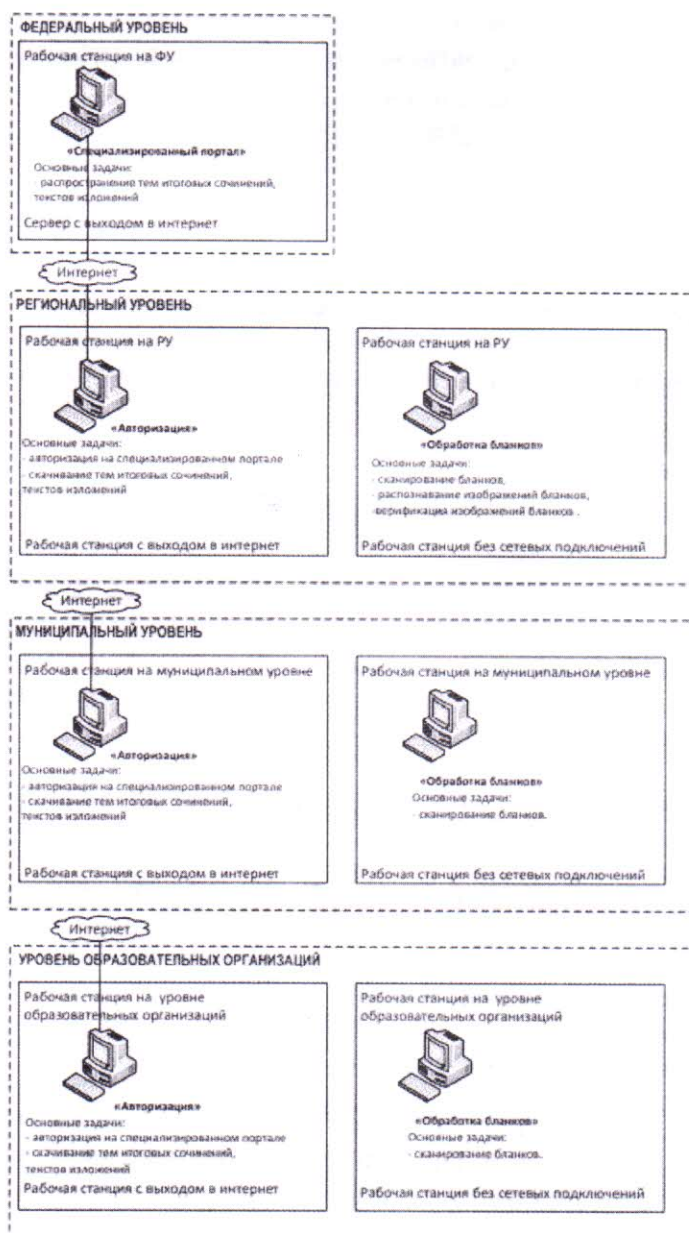 ФЕДЕРАЛЬНЫЙ УРОВЕНЬ
Рабочая станция на ФУ
«Специализированный портал»
Основные задачи:
- распространение тем итоговых сочинений,
текстов изложений
Сервер с выходом в интернет
Интернет
РЕГИОНАЛЬНЫЙ УРОВЕНЬ
Рабочая станция на РУ
«Авторизация»
Основные задачи:
- авторизация на специализированном портале
- скачивание тем итоговых сочинений,
текстов изложений
Рабочая станция с выходом в интернет
Рабочая станция на РУ
«Обработка бланков»
Основные задачи:
- сканирование бланков,
- распознавание изображений бланков,
-верификация изображений бланков .
Рабочая станция без сетевых подключений
Интернет
МУНИЦИПАЛЬНЫЙ УРОВЕНЬ
Рабочая станция на муниципальном уровне
«Авторизация»
Основные задачи:
- авторизация на специализированном портале
- скачивание тем итоговых сочинений,
текстов изложений
Рабочая станция с выходом в интернет
Рабочая станция на муниципальном уровне
«Обработка бланков»
Основные задачи:
- сканирование бланков.
Рабочая станция без сетевых подключений
Интернет
УРОВЕНЬ ОБРАЗОВАТЕЛЬНЫХ ОРГАНИЗАЦИЙ
Рабочая станция на уровне
образовательных организаций
«Авторизация»
Основные задачи:
- авторизация на специализированном портале
- скачивание тем итоговых сочинений,
текстов изложений
Рабочая станция с выходом в интернет
Рабочая станция на уровне
образовательных организаций
«Обработка бланков»
Основные задачи:
- сканирование бланков.
Рабочая станция без сетевых подключений